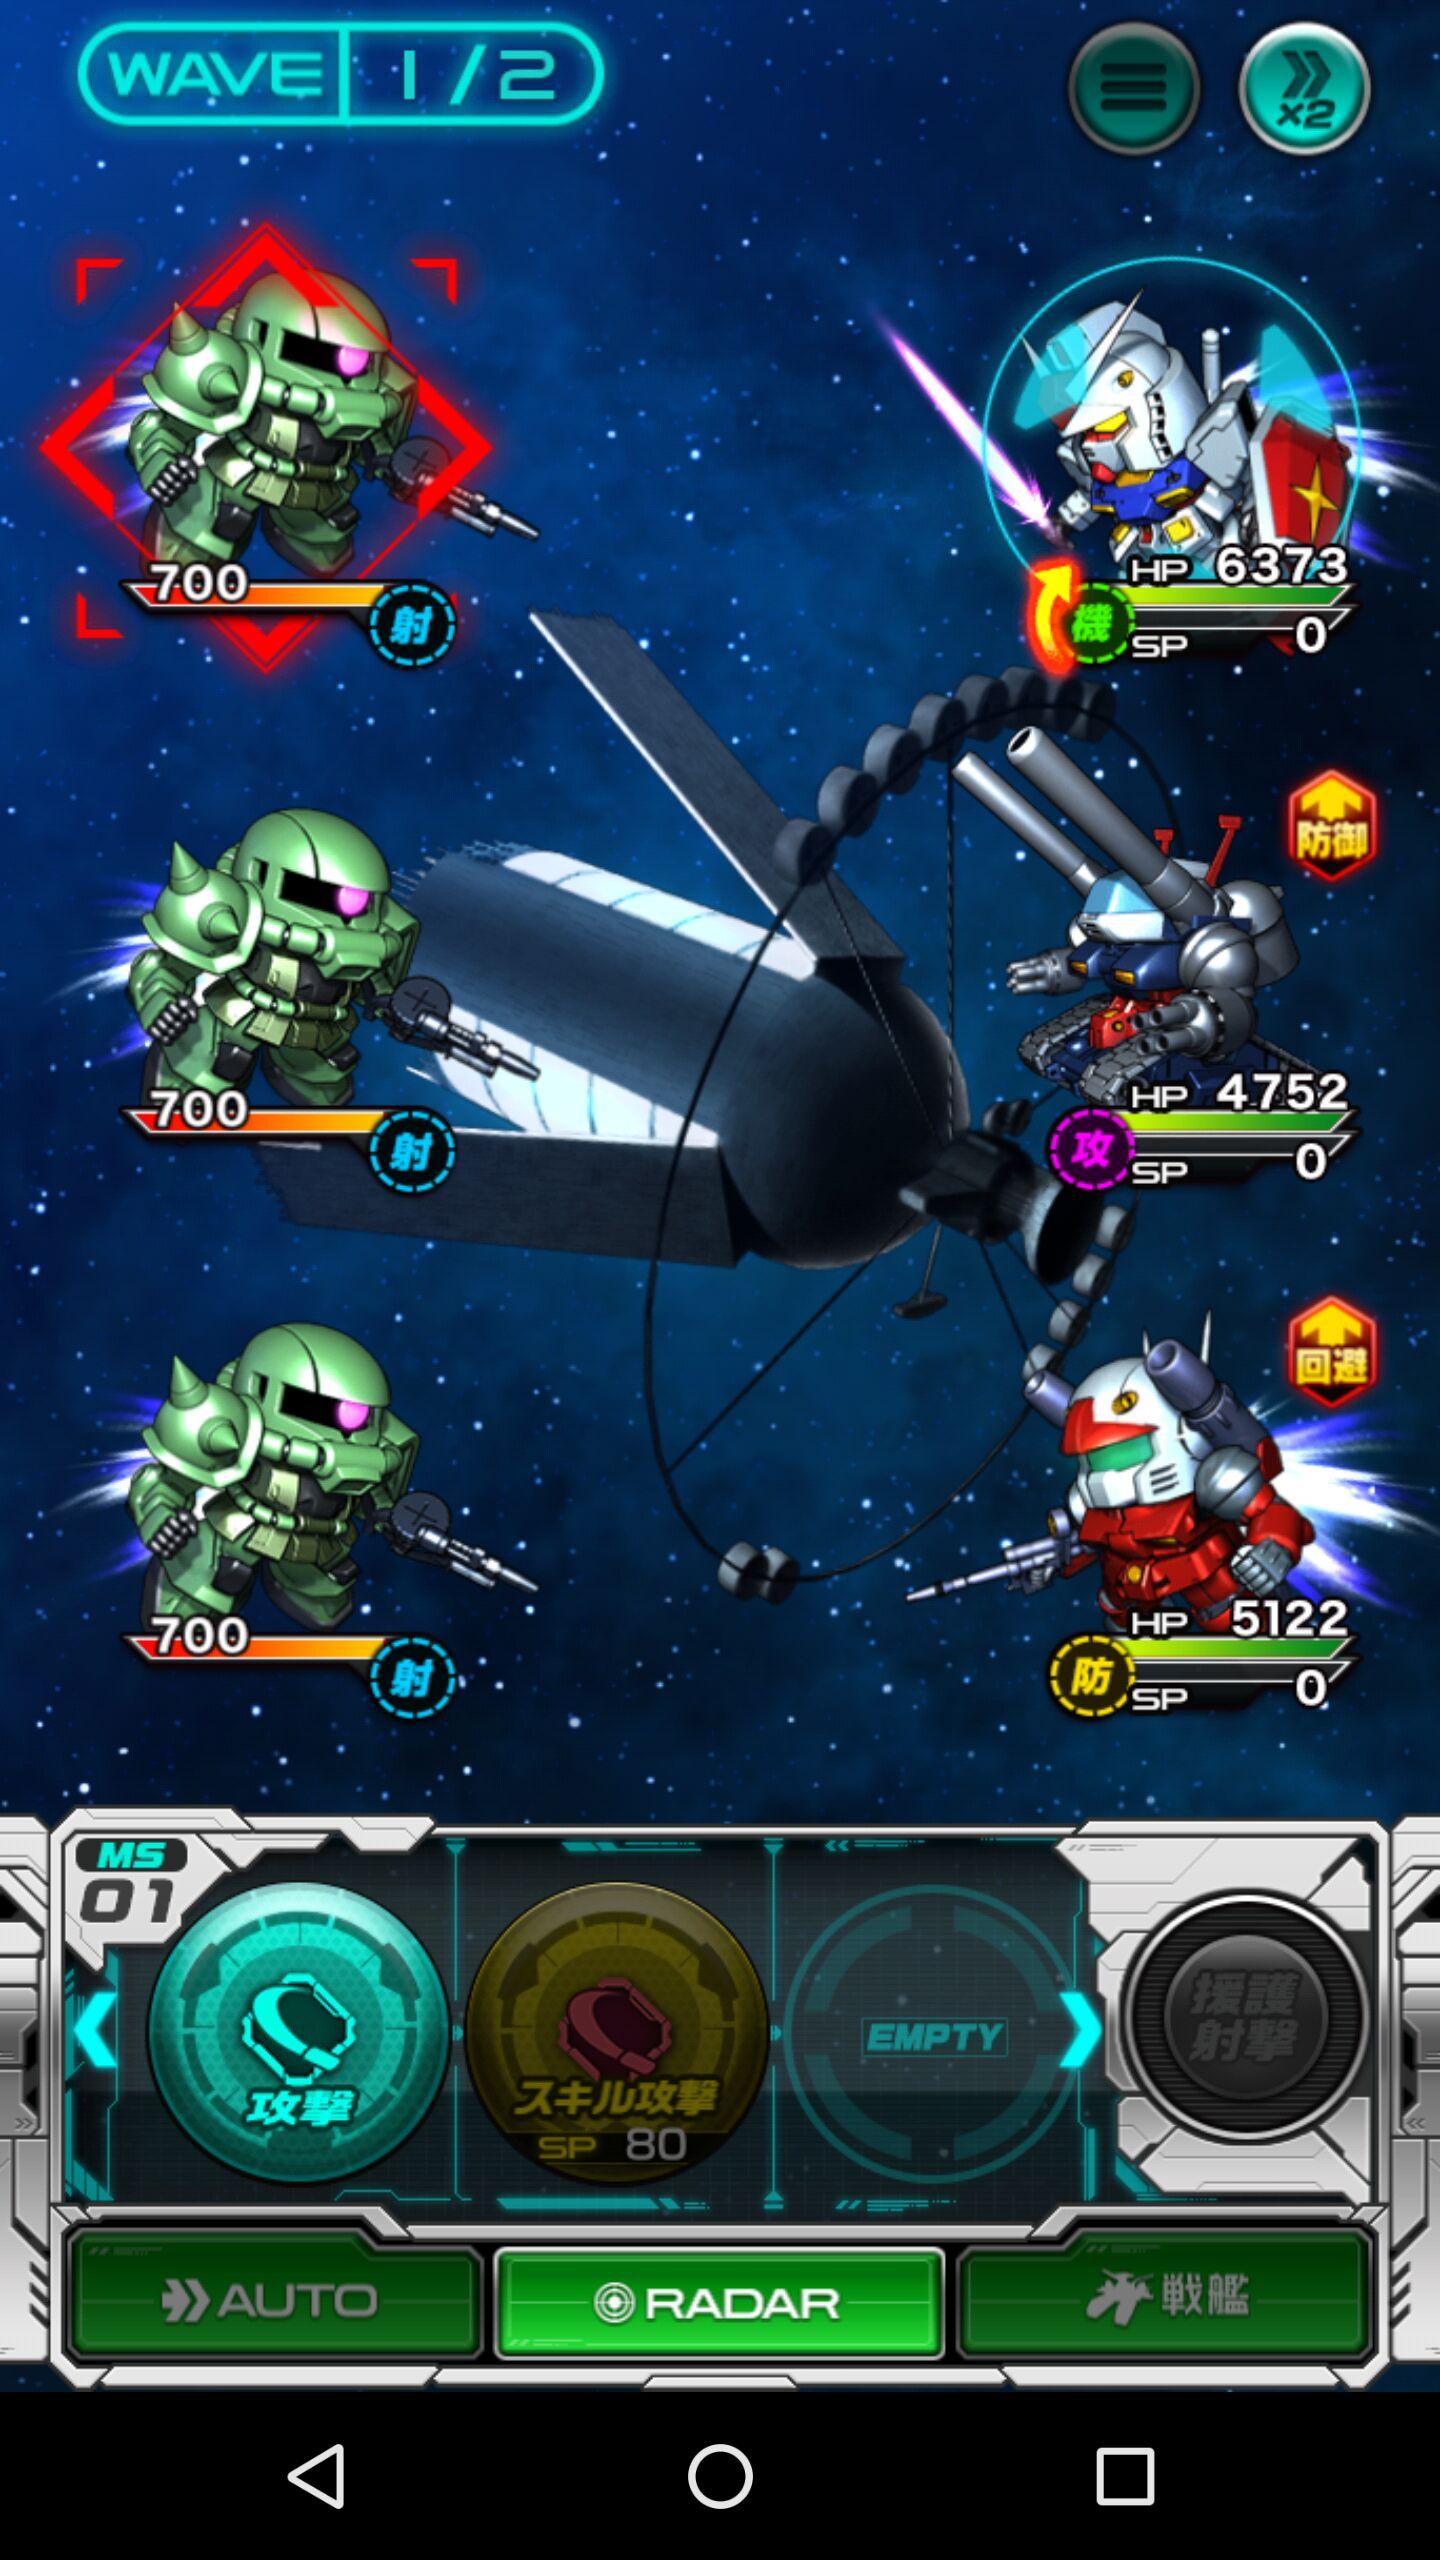 WAVE 1/2
×2
700
射
HP 6373
機
SP 0
防御
700
射
HP 4752
攻
SP 0
回避
700
射
HP 5122
防
SP 0
MS
01
攻撃
スキル攻撃
SP 80
EMPTY
援護
射撃
AUTO
RADAR
戦艦